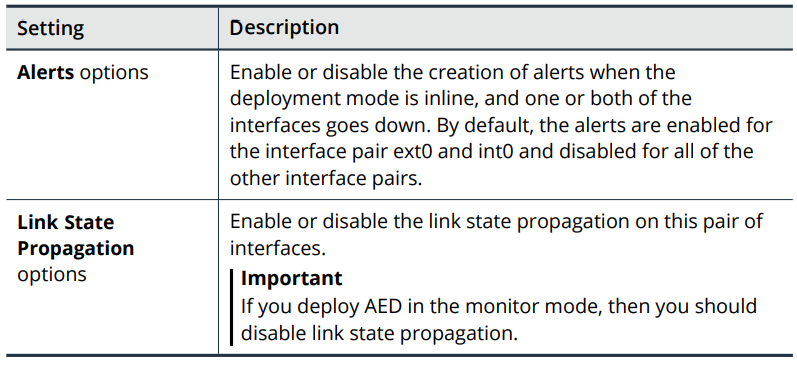 Setting Description
Alerts options Enable or disable the creation of alerts when the
deployment mode is inline, and one or both of the
interfaces goes down. By default, the alerts are enabled for
the interface pair ext0 and int0 and disabled for all of the
other interface pairs.
Link State Enable or disable the link state propagation on this pair of
Propagation interfaces.
options Important
If you deploy AED in the monitor mode, then you should
disable link state propagation.